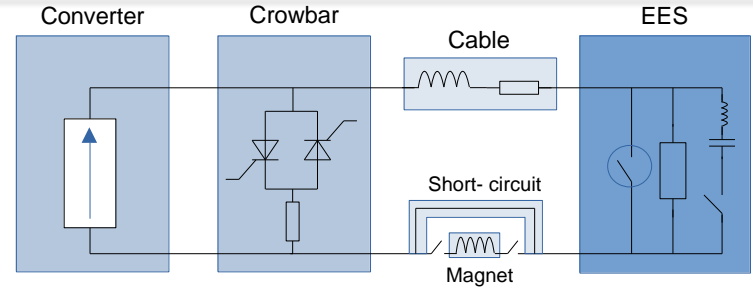 Converter
Crowbar
Cable
EES
Short- circuit
Magnet